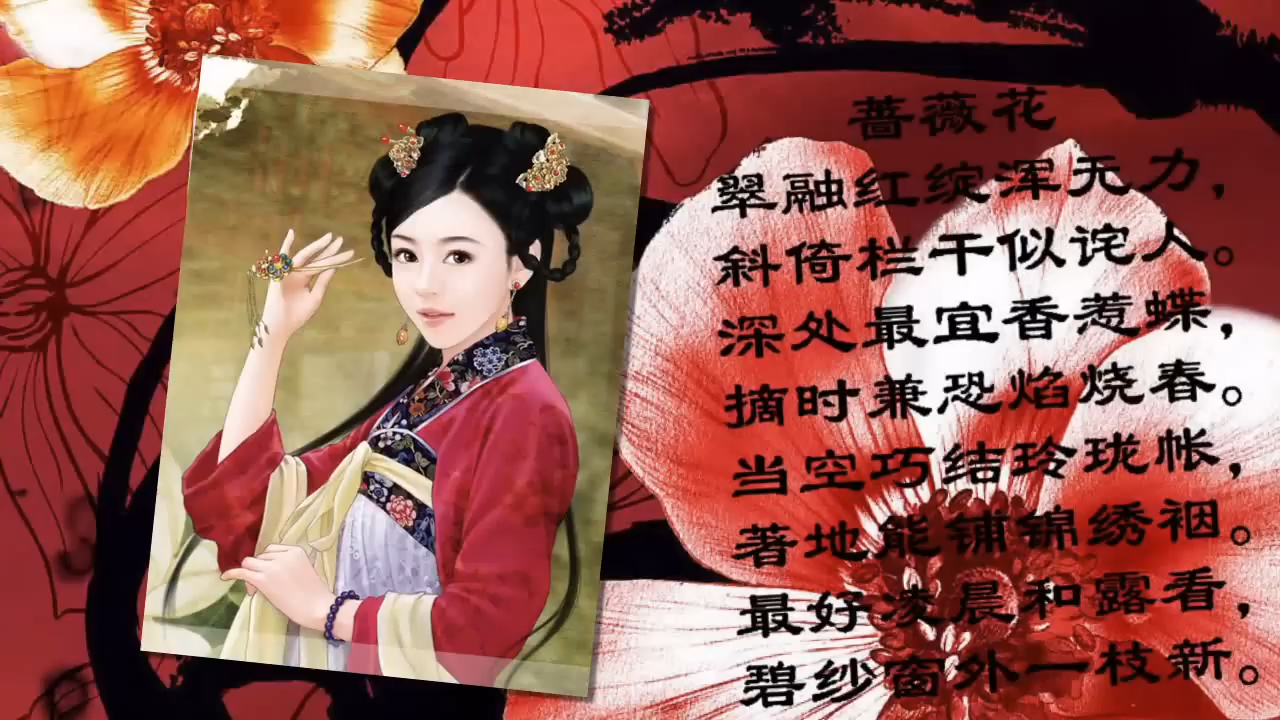 蔷薇花
翠融红绽浑无力，
斜倚栏干似诧人。
深处最宜香惹蝶，
摘时兼恐焰烧春。
当空巧结玲珑帐，
著地能铺锦绣裀。
最好凌晨和露看，
碧纱窗外一枝新。